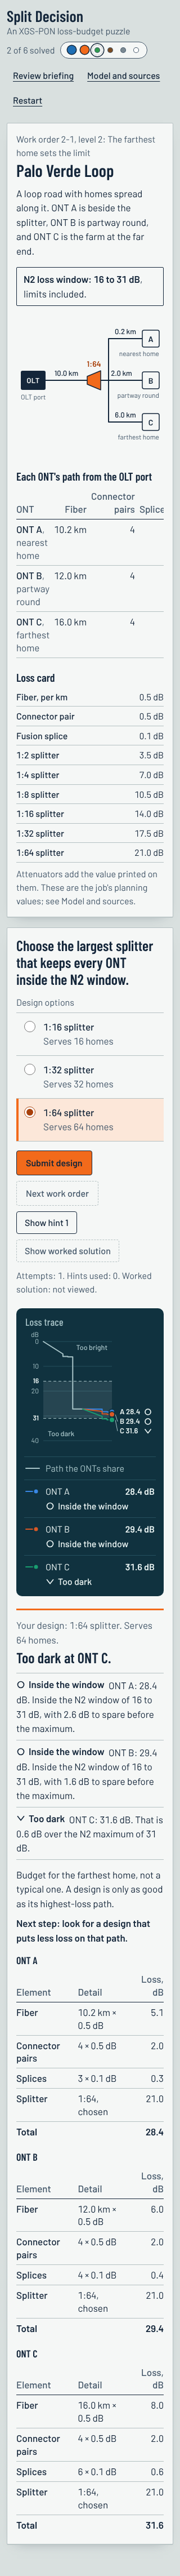 Split Decision
An XGS-PON loss-budget puzzle
2 of 6 solved
Review briefing Model and sources
Restart
Work order 2-1, level 2: The farthest
home sets the limit
Palo Verde Loop
A loop road with homes spread
along it. ONT A is beside the
splitter, ONT B is partway round,
and ONT C is the farm at the far
end.
N2 loss window: 16 to 31 dB,
limits included.
0.2 km
A
nearest home
1:64
OLT 10.0 km 2.0 km B
OLT port partway round
6.0 km
C
farthest home
Each ONT's path from the OLT port
Connector
ONT Fiber pairs Splice
ONT A, 10.2 km 4
nearest
home
ONT B, 12.0 km 4
partway
round
ONT C, 16.0 km 4
farthest
home
Loss card
Fiber, per km 0.5 dB
Connector pair 0.5 dB
Fusion splice 0.1 dB
1:2 splitter 3.5 dB
1:4 splitter 7.0 dB
1:8 splitter 10.5 dB
1:16 splitter 14.0 dB
1:32 splitter 17.5 dB
1:64 splitter 21.0 dB
Attenuators add the value printed on
them. These are the job's planning
values; see Model and sources.
Choose the largest splitter
that keeps every ONT
inside the N2 window.
Design options
1:16 splitter
Serves 16 homes
1:32 splitter
Serves 32 homes
1:64 splitter
Serves 64 homes
Submit design
Next work order
Show hint 1
Show worked solution
Attempts: 1. Hints used: 0. Worked
solution: not viewed.
Loss trace
dB
0 Too bright
10
16
20
A 28.4
31 B 29.4
C 31.6
Too dark
40
Path the ONTs share
ONT A 28.4 dB
Inside the window
ONT B 29.4 dB
Inside the window
ONT C 31.6 dB
Too dark
Your design: 1:64 splitter. Serves
64 homes.
Too dark at ONT C.
Inside the window ONT A: 28.4
dB. Inside the N2 window of 16 to
31 dB, with 2.6 dB to spare before
the maximum.
Inside the window ONT B: 29.4
dB. Inside the N2 window of 16 to
31 dB, with 1.6 dB to spare before
the maximum.
Too dark ONT C: 31.6 dB. That is
0.6 dB over the N2 maximum of 31
dB.
Budget for the farthest home, not a
typical one. A design is only as good
as its highest-loss path.
Next step: look for a design that
puts less loss on that path.
ONT A
Loss,
Element Detail dB
Fiber 10.2 km × 5.1
0.5 dB
Connector 4 × 0.5 dB 2.0
pairs
Splices 3 × 0.1 dB 0.3
Splitter 1:64, 21.0
chosen
Total 28.4
ONT B
Loss,
Element Detail dB
Fiber 12.0 km × 6.0
0.5 dB
Connector 4 × 0.5 dB 2.0
pairs
Splices 4 × 0.1 dB 0.4
Splitter 1:64, 21.0
chosen
Total 29.4
ONT C
Loss,
Element Detail dB
Fiber 16.0 km × 8.0
0.5 dB
Connector 4 × 0.5 dB 2.0
pairs
Splices 6 × 0.1 dB 0.6
Splitter 1:64, 21.0
chosen
Total 31.6